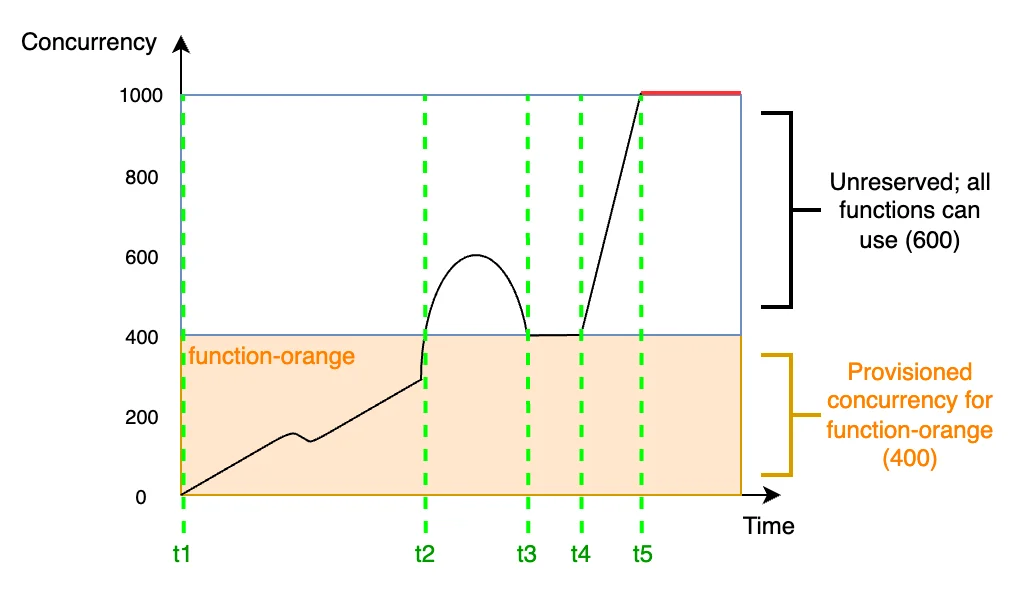 Concurrency
1000
800
600
400
200
0
function-orange
Unreserved; all
functions can
use (600)
Provisioned
concurrency for
function-orange
(400)
Time
t1
t2
t3
t4
t5